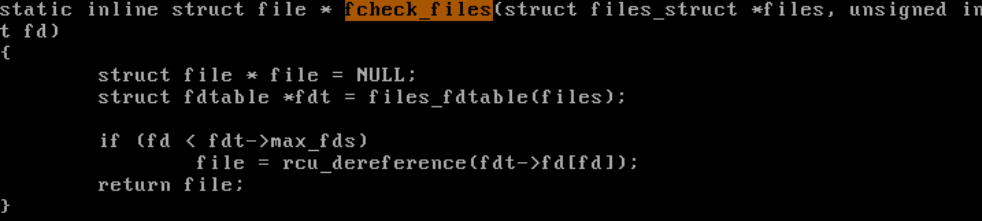 static inline struct file * fcheck_files(struct files_struct *files, unsigned in
t fd)
{
        struct file * file = NULL;
        struct fdtable *fdt = files_fdtable(files);

        if (fd < fdt->max_fds)
                file = rcu_dereference(fdt->fd[fd]);
        return file;
}